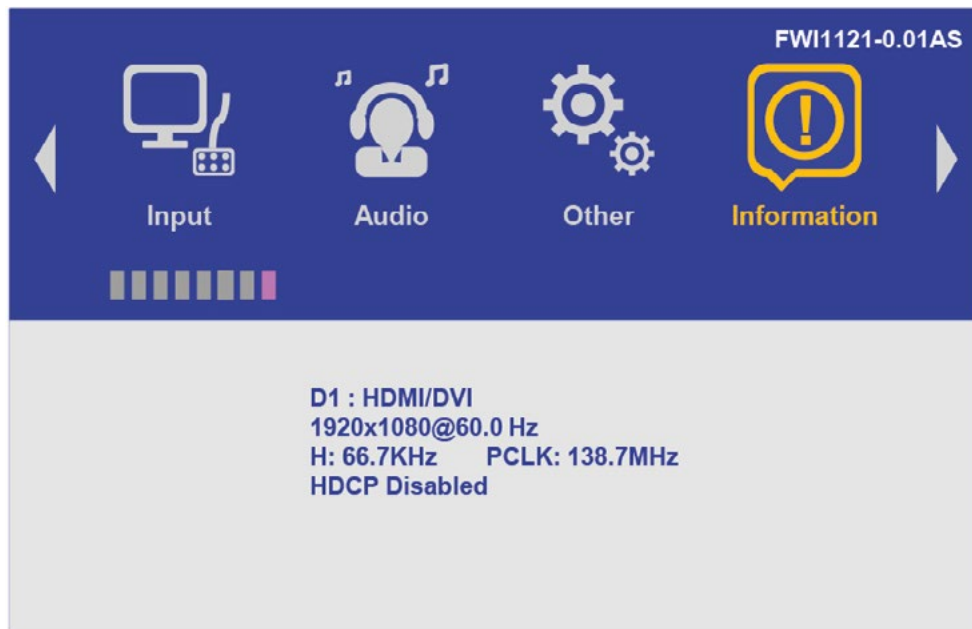 FWI1121-0.01AS
Input Audio Other Information
D1 : HDMI/DVI
1920x1080@60.0 Hz
H: 66.7KHz PCLK: 138.7MHz
HDCP Disabled